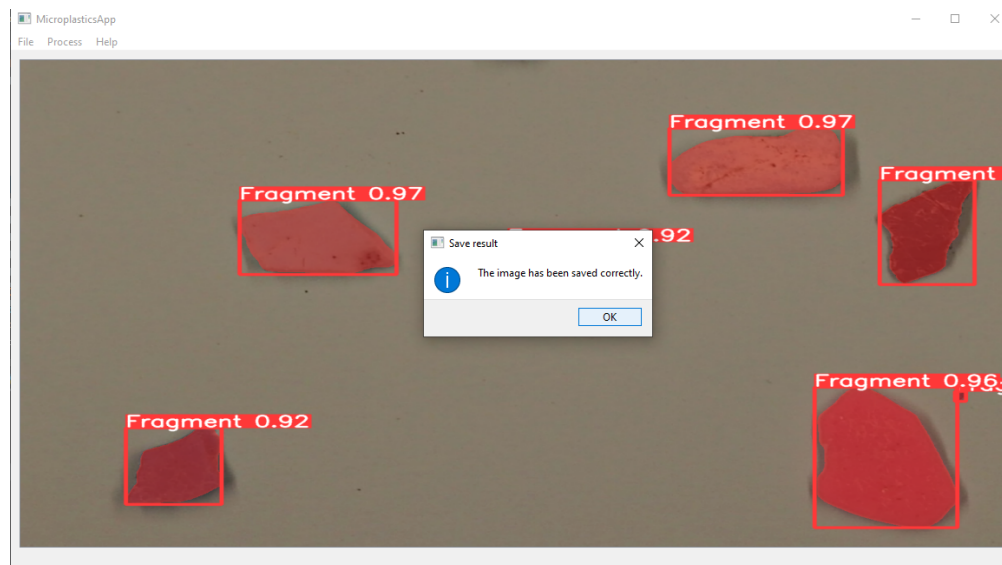 MicroplasticsApp
File Process Help
Fragment 0.97
Fragment
Fragment 0.97
.92
Save result
The image has been saved correctly.
OK
Fragment 0.96
Fragment 0.92